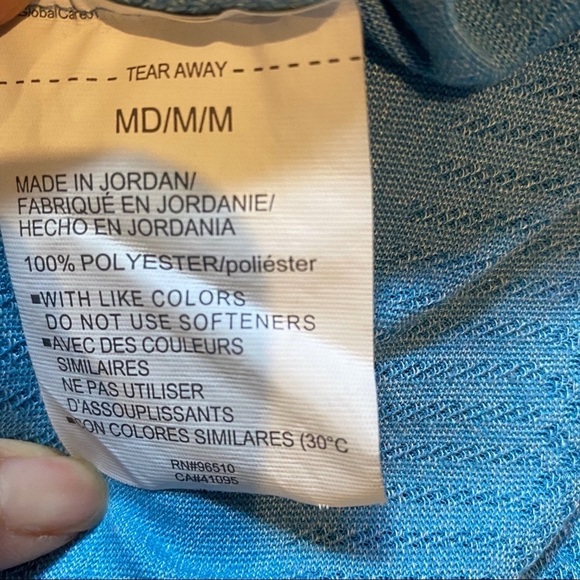 TEAR AWAY
MD/M/M
MADE IN JORDAN/
FABRIQUÉ EN JORDANIE/
HECHO EN JORDANIA
100% POLYESTER/poliéster
■WITH LIKE COLORS
DO NOT USE SOFTENERS
■AVEC DES COULEURS
SIMILAIRES
NE PAS UTILISER
D'ASSOUPLISSANTS
COLORES SIMILARES (30°C
RN#96510
CA#41095